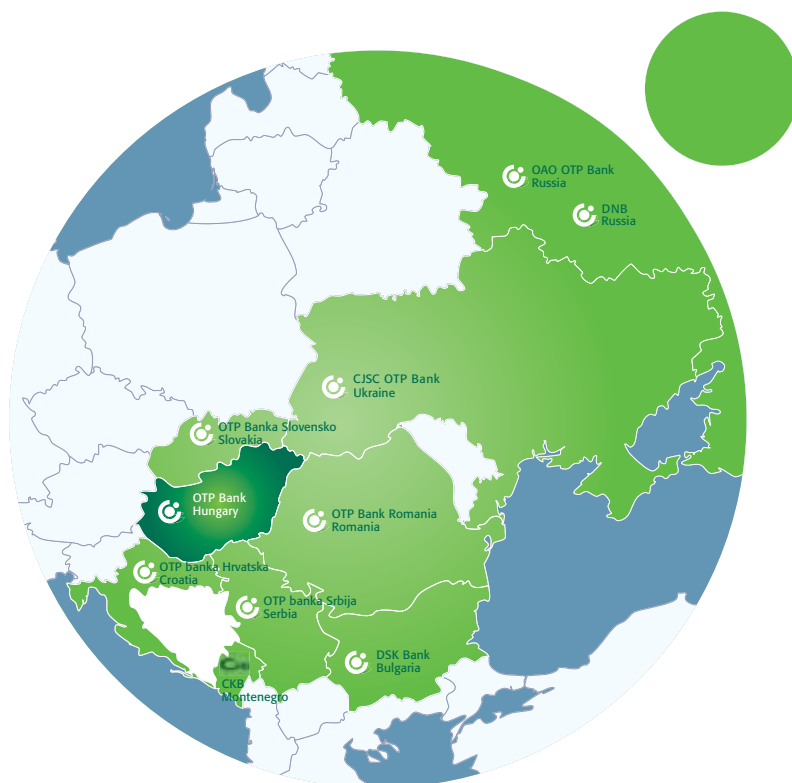 OAO OTP Bank
Russia
DNB
Russia
CJSC OTP Bank
Ukraine
OTP Banka Slovensko
Slovakia
OTP Bank
Hungary
OTP Bank Romania
Romania
OTP banka Hrvatska
Croatia
OTP banka Srbija
Serbia
DSK Bank
Bulgaria
CKB
Montenegro